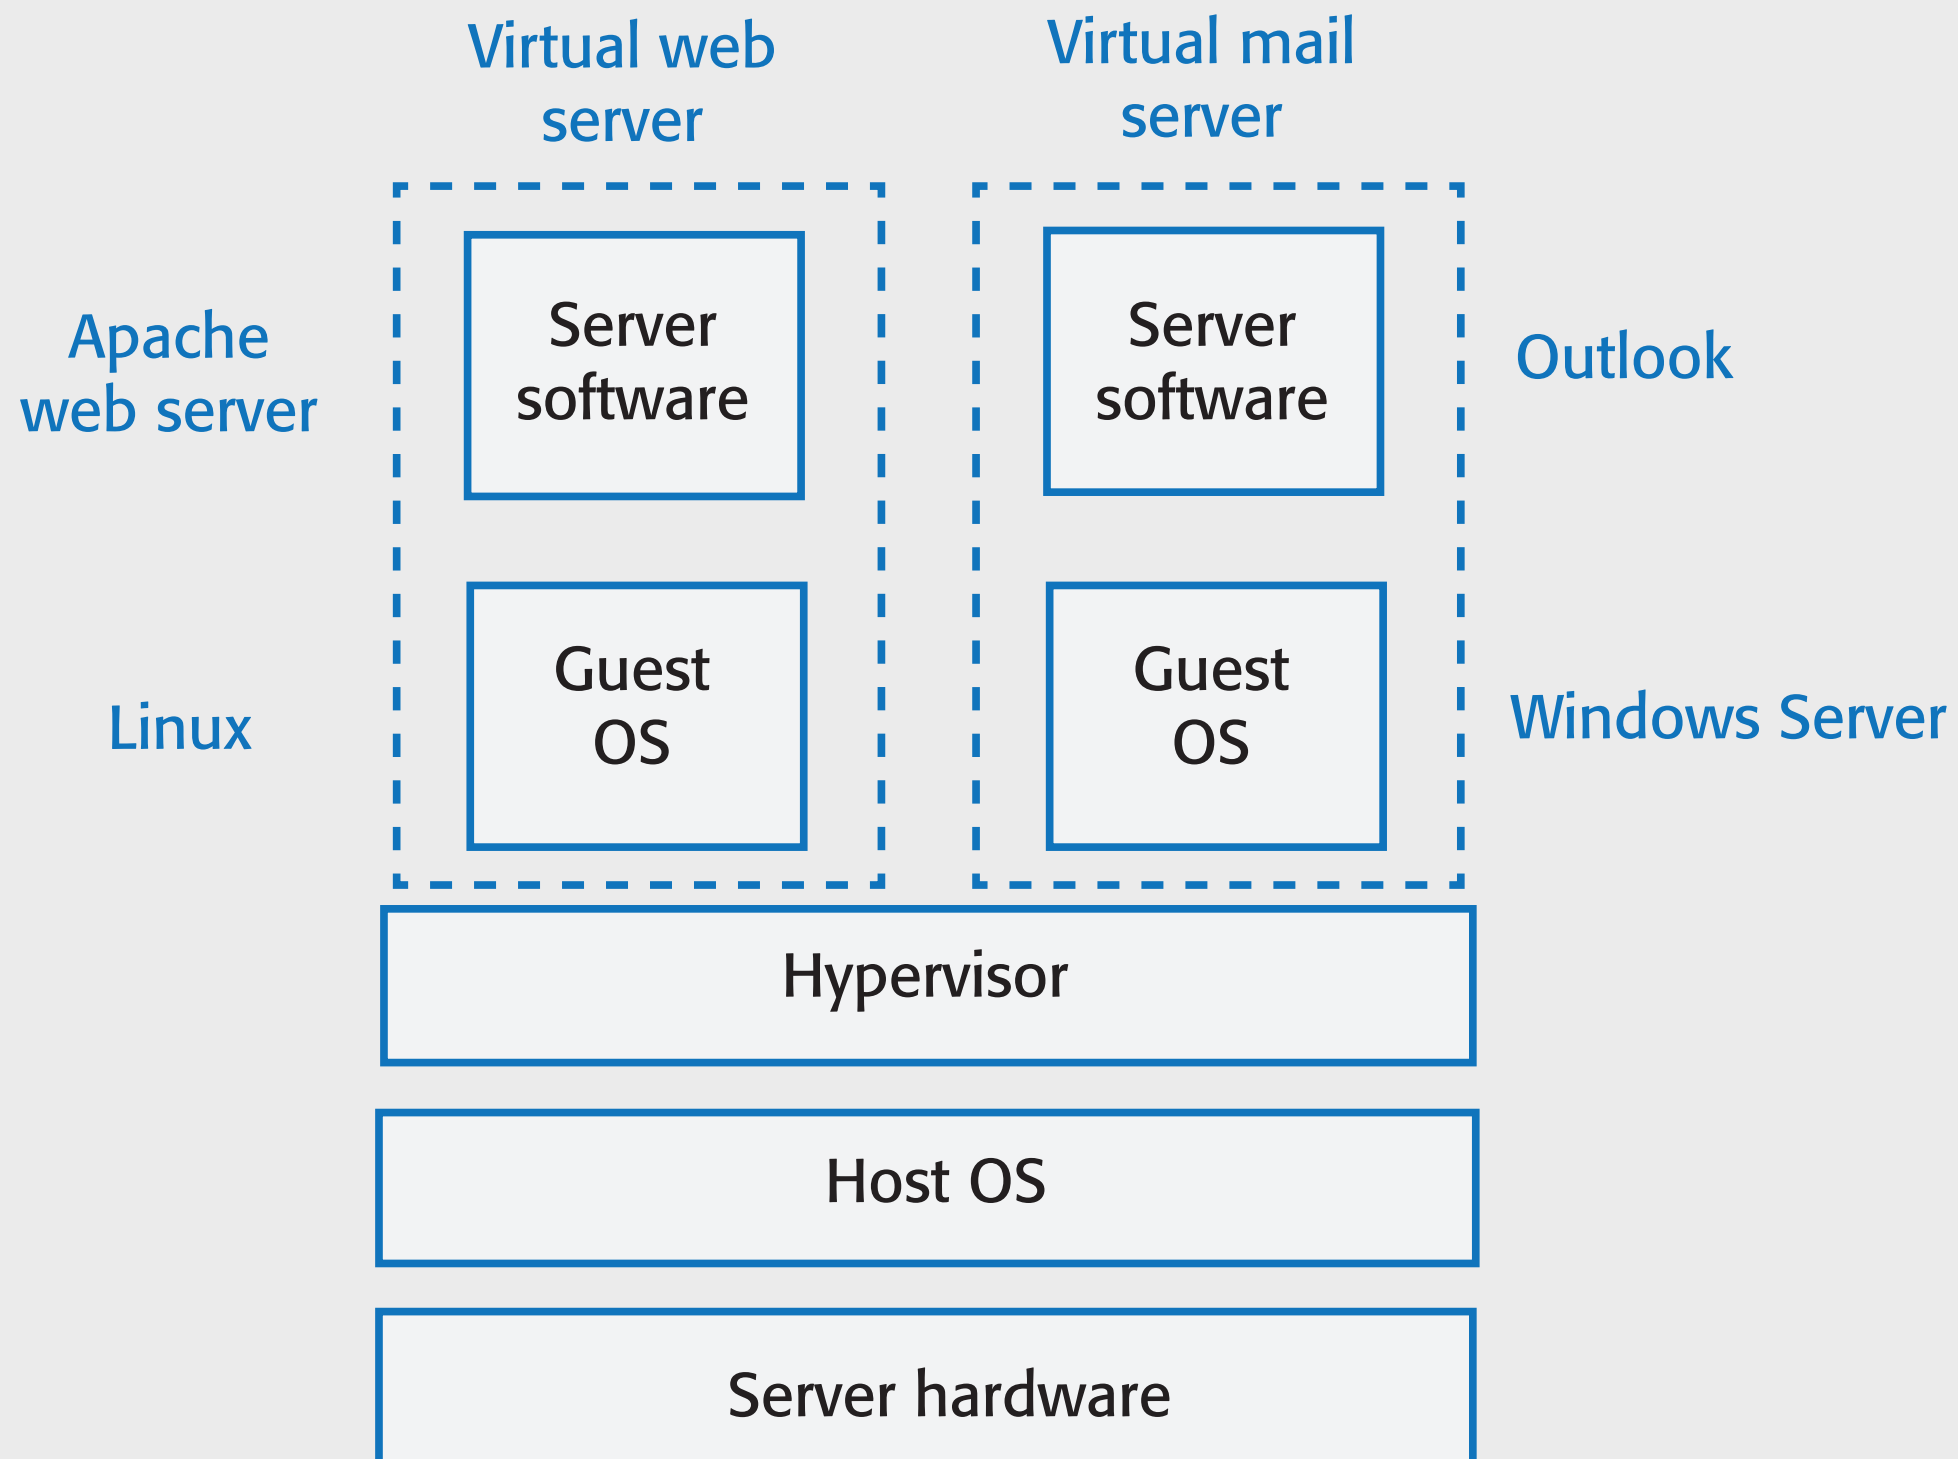 Virtual web
server
Virtual mail
server
Apache
web server
Server
software
Server
software
Outlook
Linux
Guest
OS
Guest
OS
Windows Server
Hypervisor
Host OS
Server hardware